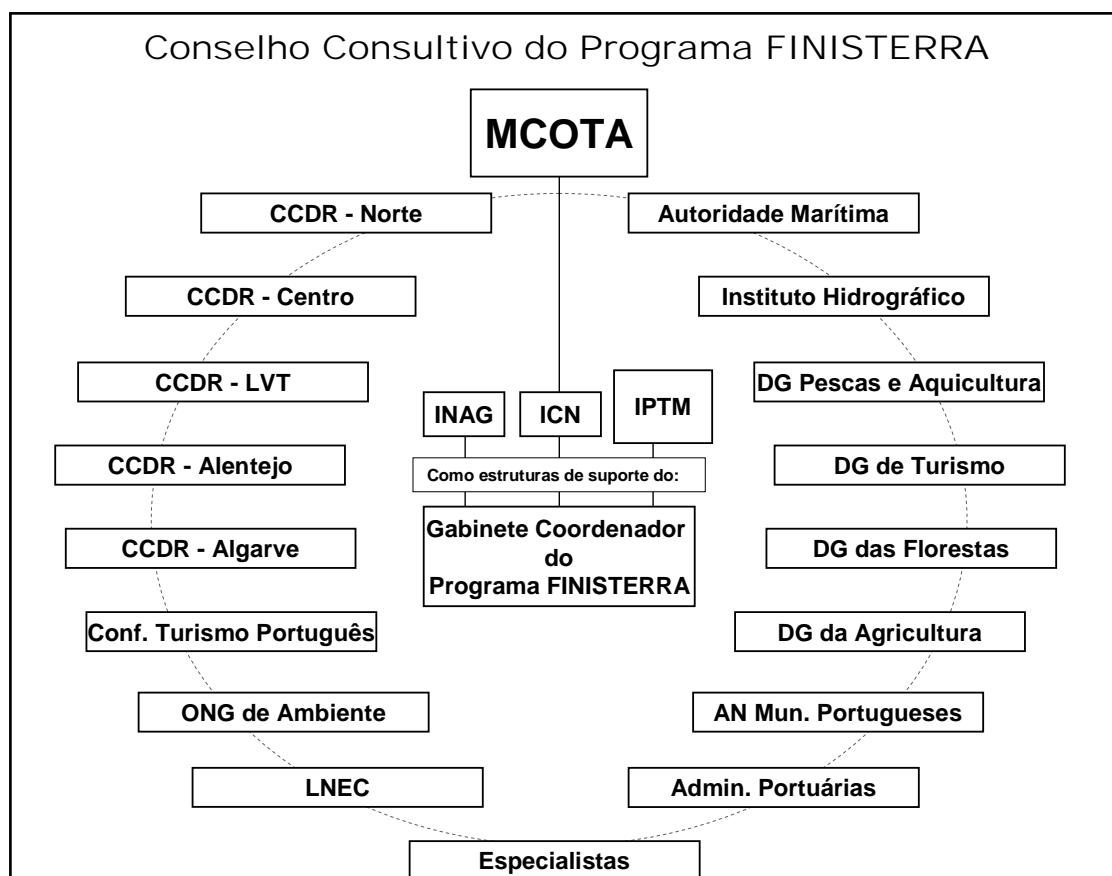 Conselho Consultivo do Programa FINISTERRA
MCOTA
CCDR - Norte
Autoridade Marítima
CCDR - Centro
Instituto Hidrográfico
CCDR - LVT
DG Pescas e Aquicultura
INAG
ICN
IPTM
CCDR - Alentejo
Como estruturas de suporte do:
DG de Turismo
CCDR - Algarve
Gabinete Coordenador
do
Programa FINISTERRA
DG das Florestas
Conf. Turismo Português
DG da Agricultura
ONG de Ambiente
AN Mun. Portugueses
LNEC
Admin. Portuárias
Especialistas